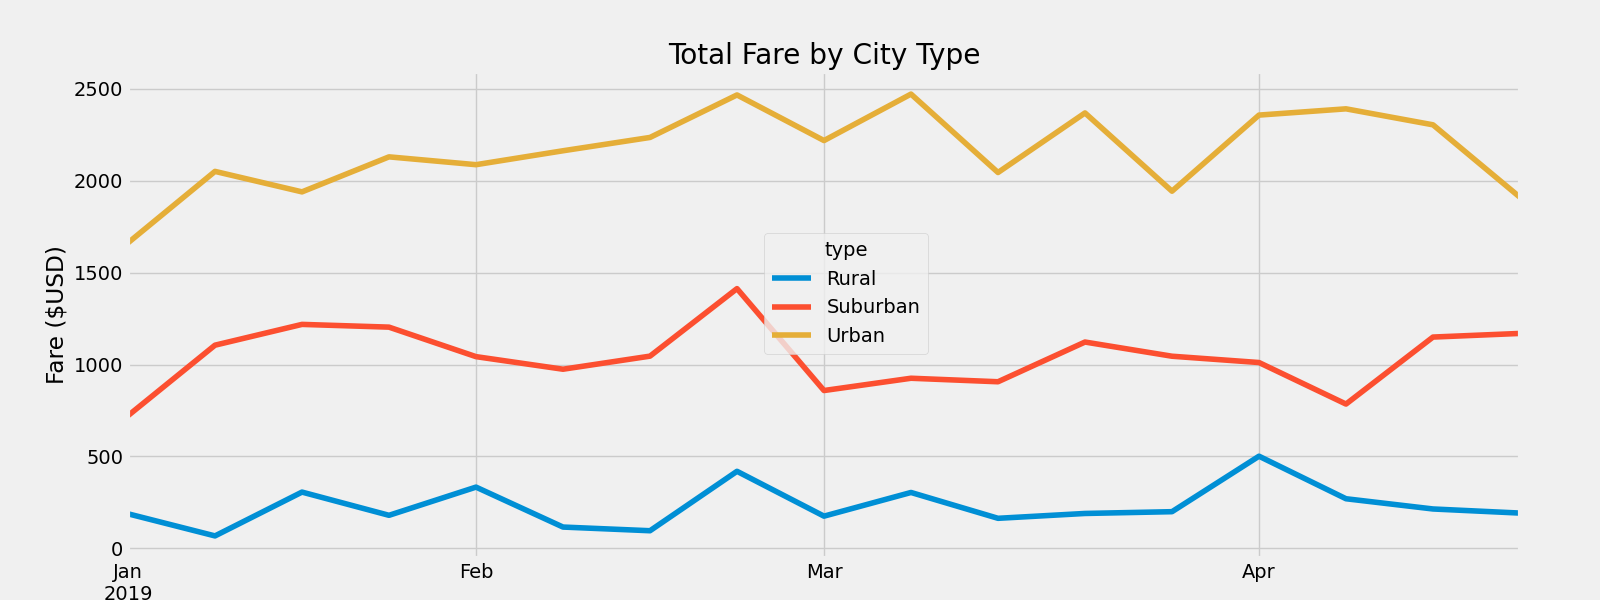 Total Fare by City Type
Fare ($USD)
2500
2000
1500
1000
500
0
type
Rural
Suburban
Urban
Jan Feb Mar Apr
2019